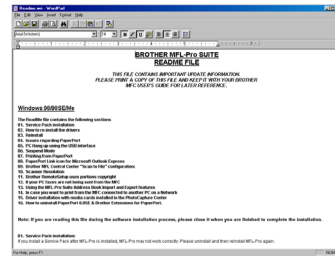 Readme.wri - WordPad
File Edit View Insert Format Help
14
BROTHER MFL-Pro SUITE
README FILE
THIS FILE CONTAINS IMPORTANT UPDATE INFORMATION.
PLEASE PRINT A COPY OF THIS FILE AND KEEP IT WITH YOUR BROTHER
MFC USER'S GUIDE FOR LATER REFERENCE.
Windows 98/98SE/Me
The ReadMe file contains the following sections
01. Service Pack installation
02. How to re install the drivers
03. Reinstall
04. Issues regarding PaperPort
05. PC Hang up using the USB interface
06. Suspend Mode
07. Printing from PaperPort
08. PaperPort Link icon for Microsoft Outlook Express
09. Brother MFL Control Center "Scan to File" configuration:
10. Scanner Resolution
11. Brother RemoteSetup uses portions copyright
12. If your PC faxes are not being sent from the MFC
13. Using the MFL-Pro Suite Address Book Import and Export features
14. In case you want to print from the MFC connected to another PC on a Network
15. Driver installation with media cards installed in the PhotoCapture Center
16. How to uninstall PaperPort 8.0SE & Brother Extensions for PaperPort.
Note: If you are reading this file during the software installation process, please close it when you are finished to complete the installation.
01. Service Pack installation
If you install a Service Pack after MFL-Pro is installed, MFL-Pro may not work correctly. Please uninstall and then reinstall MFL-Pro again.
For Help, press F1
NUM